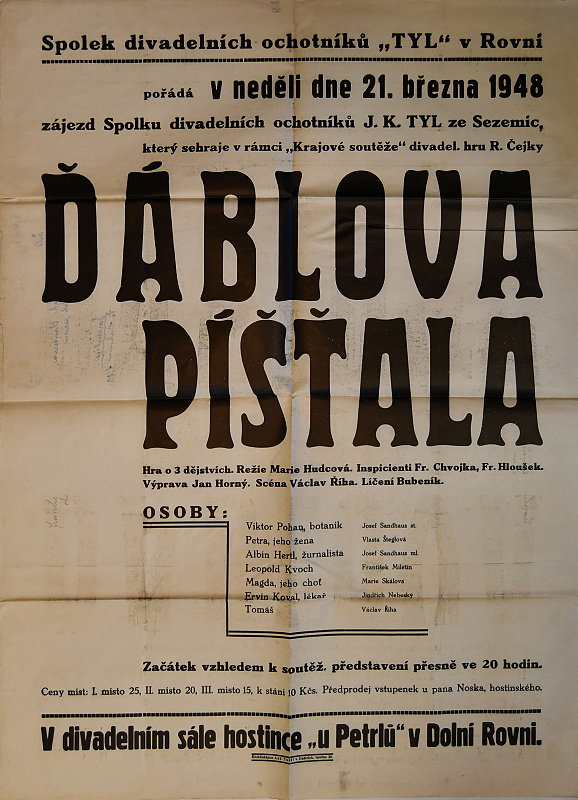 Spolek divadelních ochotníků „TYL“ v Rovni
pořádá v neděli dne 21. března 1948
zájezd Spolku divadelních ochotníků J. K. TYL ze Sezemic,
který sehraje v rámci „Krajové soutěže“ divadel. hru R. Čejky
ĎÁBLOVA
PÍŠŤALA
Hra o 3 dějstvích. Režie Marie Hudcová. Inspicienti Fr. Chvojka, Fr. Hloušek.
Výprava Jan Horný. Scéna Václav Říha. Líčení Bubeník.
OSOBY:
Viktor Pohan, botanik Josef Sandhaus st.
Petra, jeho žena Vlasta Šteglová
Albín Hertl, žurnalista Josef Sandhaus ml.
Leopold Kvoch František Miletín
Magda, jeho choť Marie Skálová
Ervín Koval, lékař Jindřich Nebeský
Tomáš Václav Říha
Začátek vzhledem k soutěž. představení přesně ve 20 hodin.
Ceny míst: I. místo 25, II. místo 20, III. místo 15, k stání 10 Kčs. Předprodej vstupenek u pana Noska, hostinského.
V divadelním sále hostince „u Petrlů“ v Dolní Rovni.